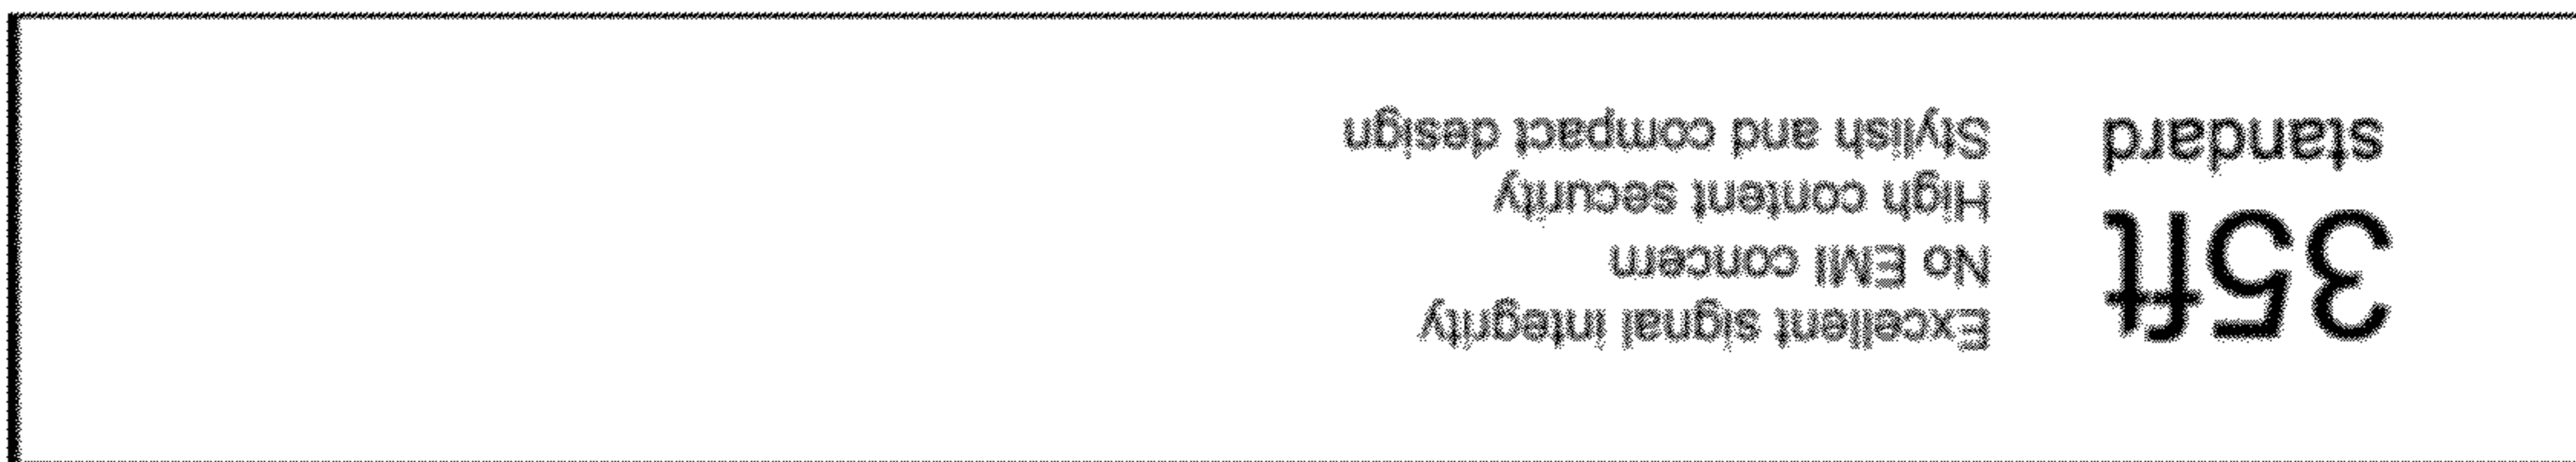 35ft
standard
Excellent signal integrity
No EMI concern
High content security
Stylish and compact design